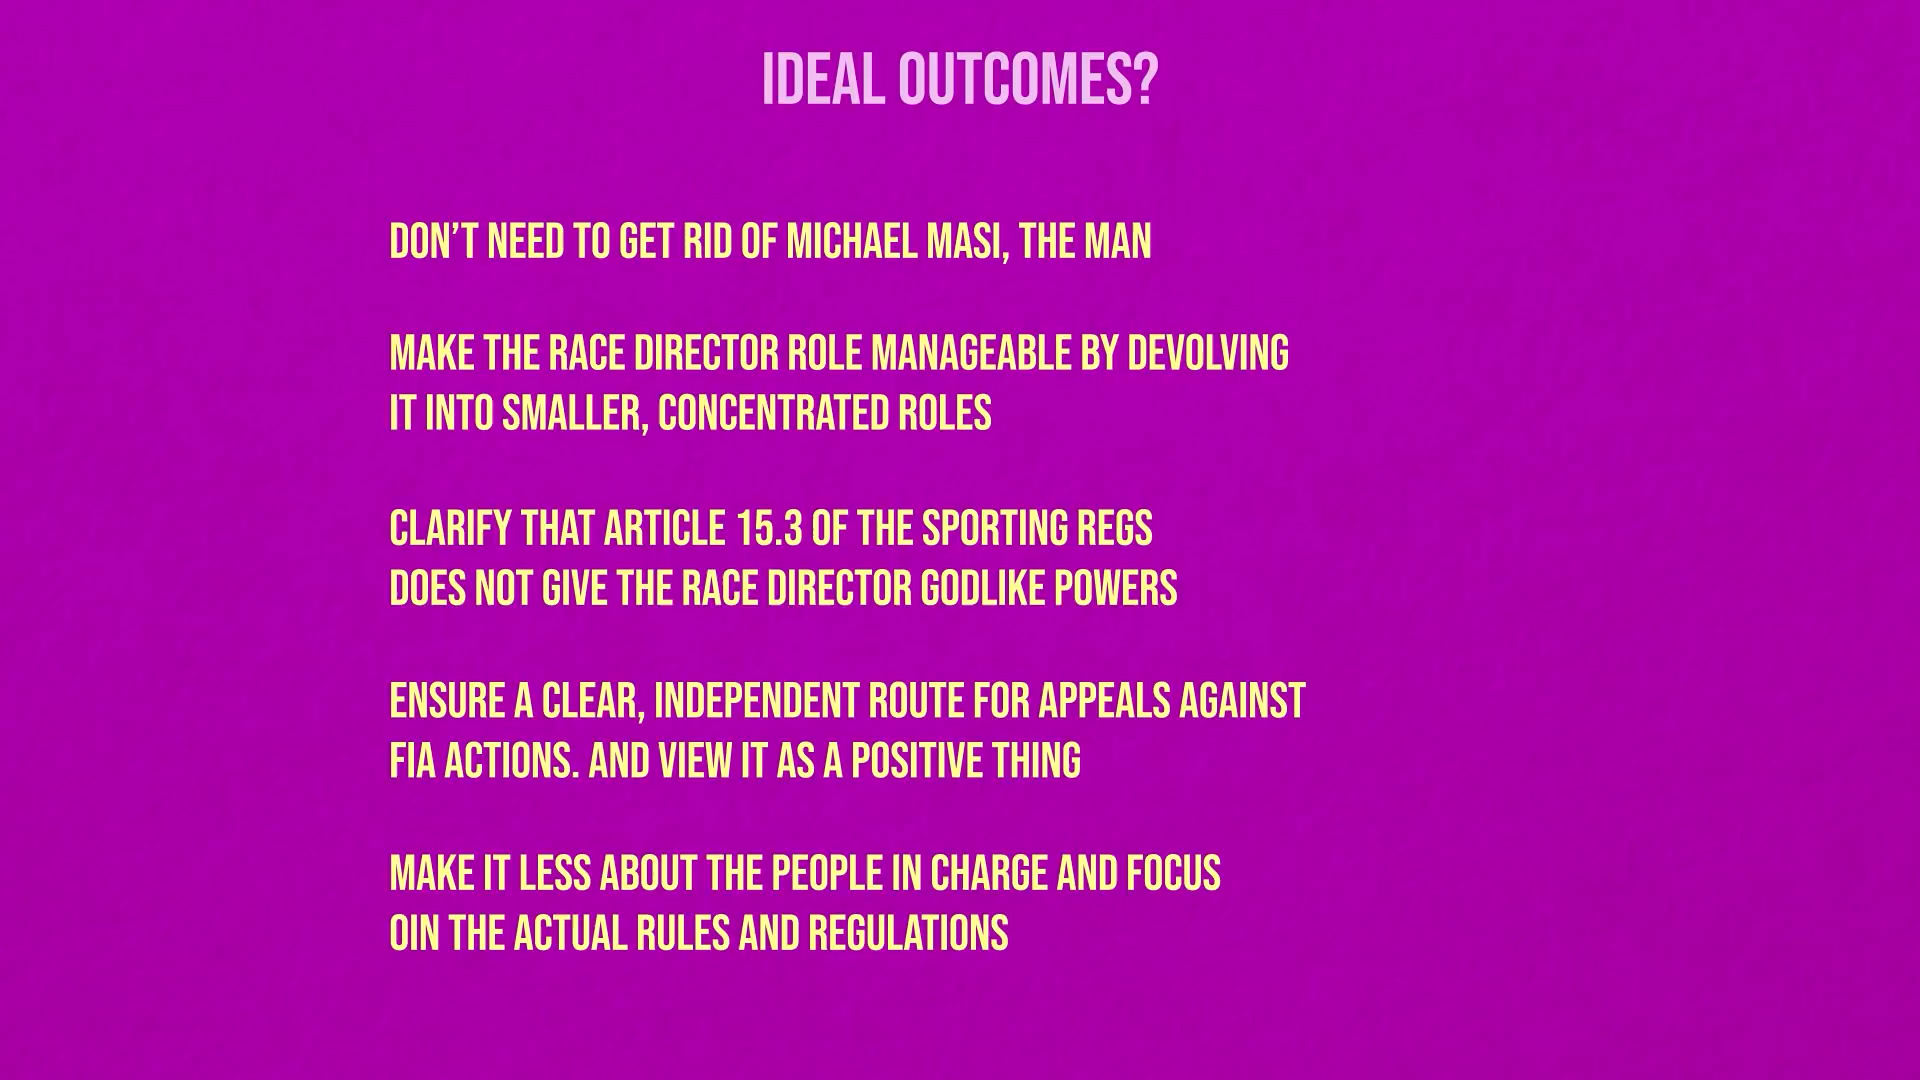 IDEAL OUTCOMES?
DON’T NEED TO GET RID OF MICHAEL MASI, THE MAN
MAKE THE RACE DIRECTOR ROLE MANAGEABLE BY DEVOLVING
IT INTO SMALLER, CONCENTRATED ROLES
CLARIFY THAT ARTICLE 15.3 OF THE SPORTING REGS
DOES NOT GIVE THE RACE DIRECTOR GODLIKE POWERS
ENSURE A CLEAR, INDEPENDENT ROUTE FOR APPEALS AGAINST
FIA ACTIONS. AND VIEW IT AS A POSITIVE THING
MAKE IT LESS ABOUT THE PEOPLE IN CHARGE AND FOCUS
OIN THE ACTUAL RULES AND REGULATIONS